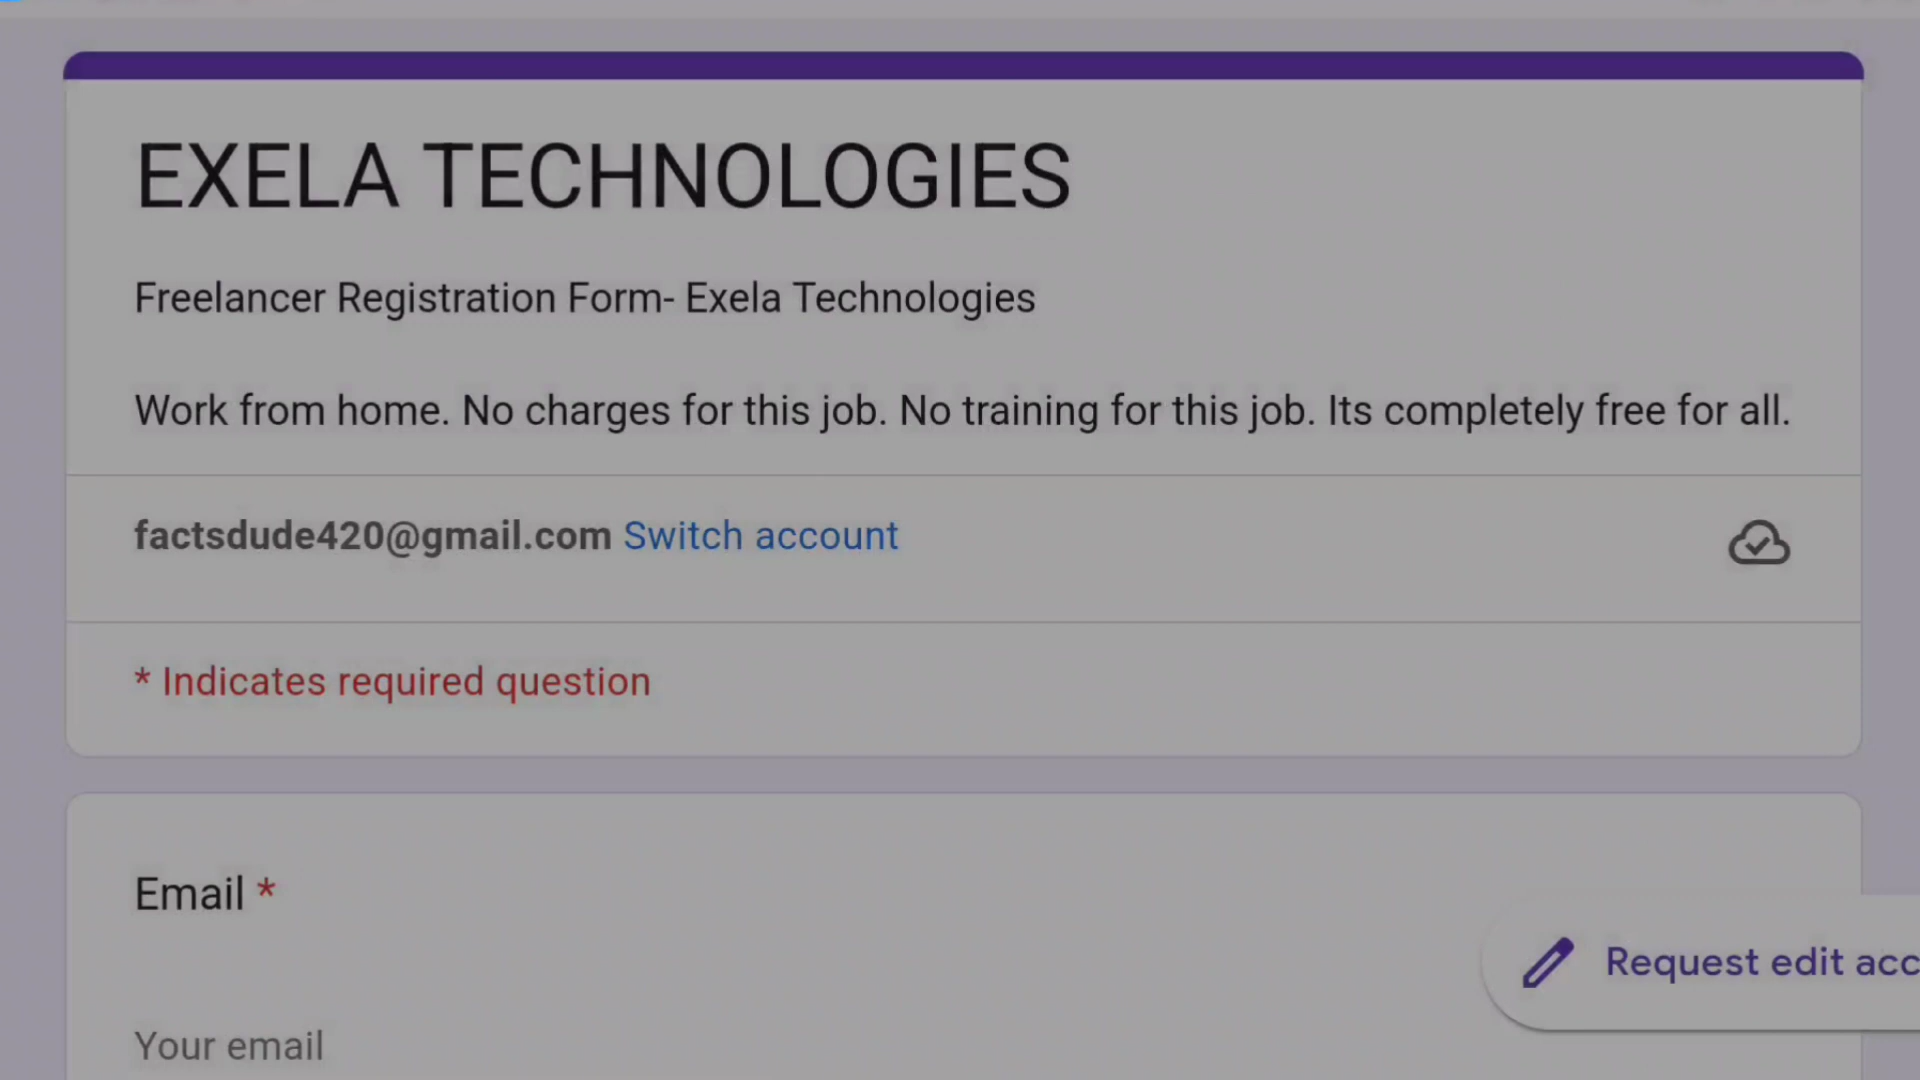 EXELA TECHNOLOGIES
Freelancer Registration Form- Exela Technologies
Work from home. No charges for this job. No training for this job. Its completely free for all.
factsdude420@gmail.com Switch account
* Indicates required question
Email *
Request edit acc
Your email